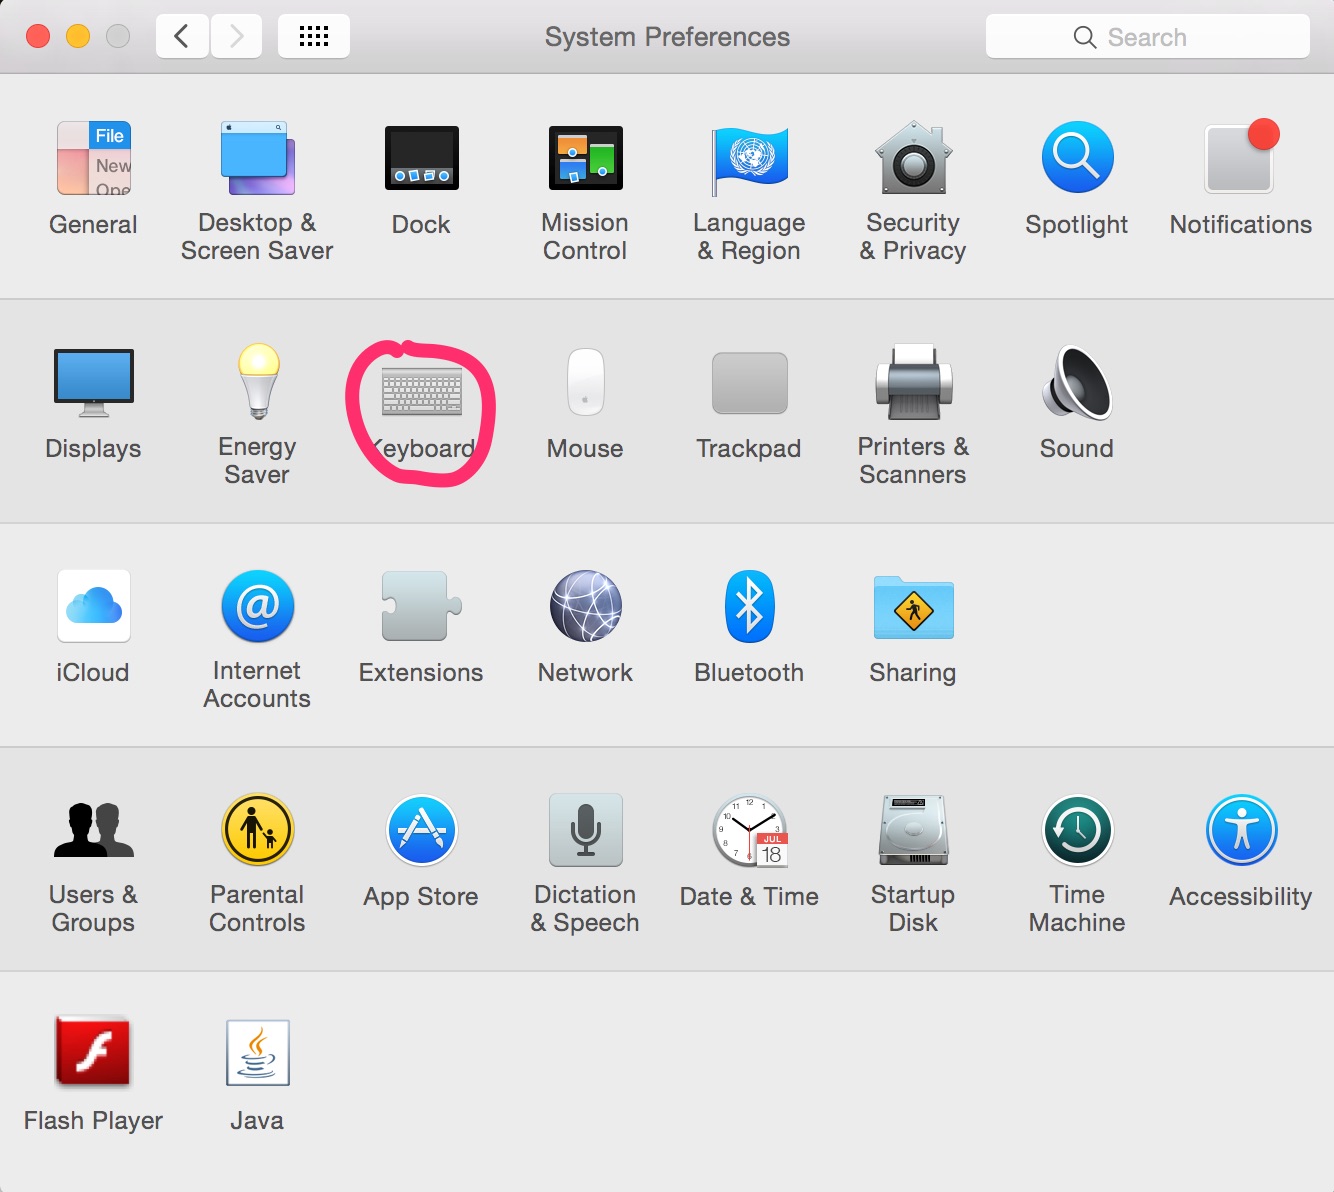 System Preferences
Search
File
New
Ope
General
Desktop &
Screen Saver
Dock
Mission
Control
Language
& Region
Security
& Privacy
Spotlight
Notifications
Displays
Energy
Saver
Keyboard
Mouse
Trackpad
Printers &
Scanners
Sound
iCloud
Internet
Accounts
Extensions
Network
Bluetooth
Sharing
Users &
Groups
Parental
Controls
App Store
Dictation
& Speech
JUL
18
Date & Time
Startup
Disk
Time
Machine
Accessibility
Flash Player
Java